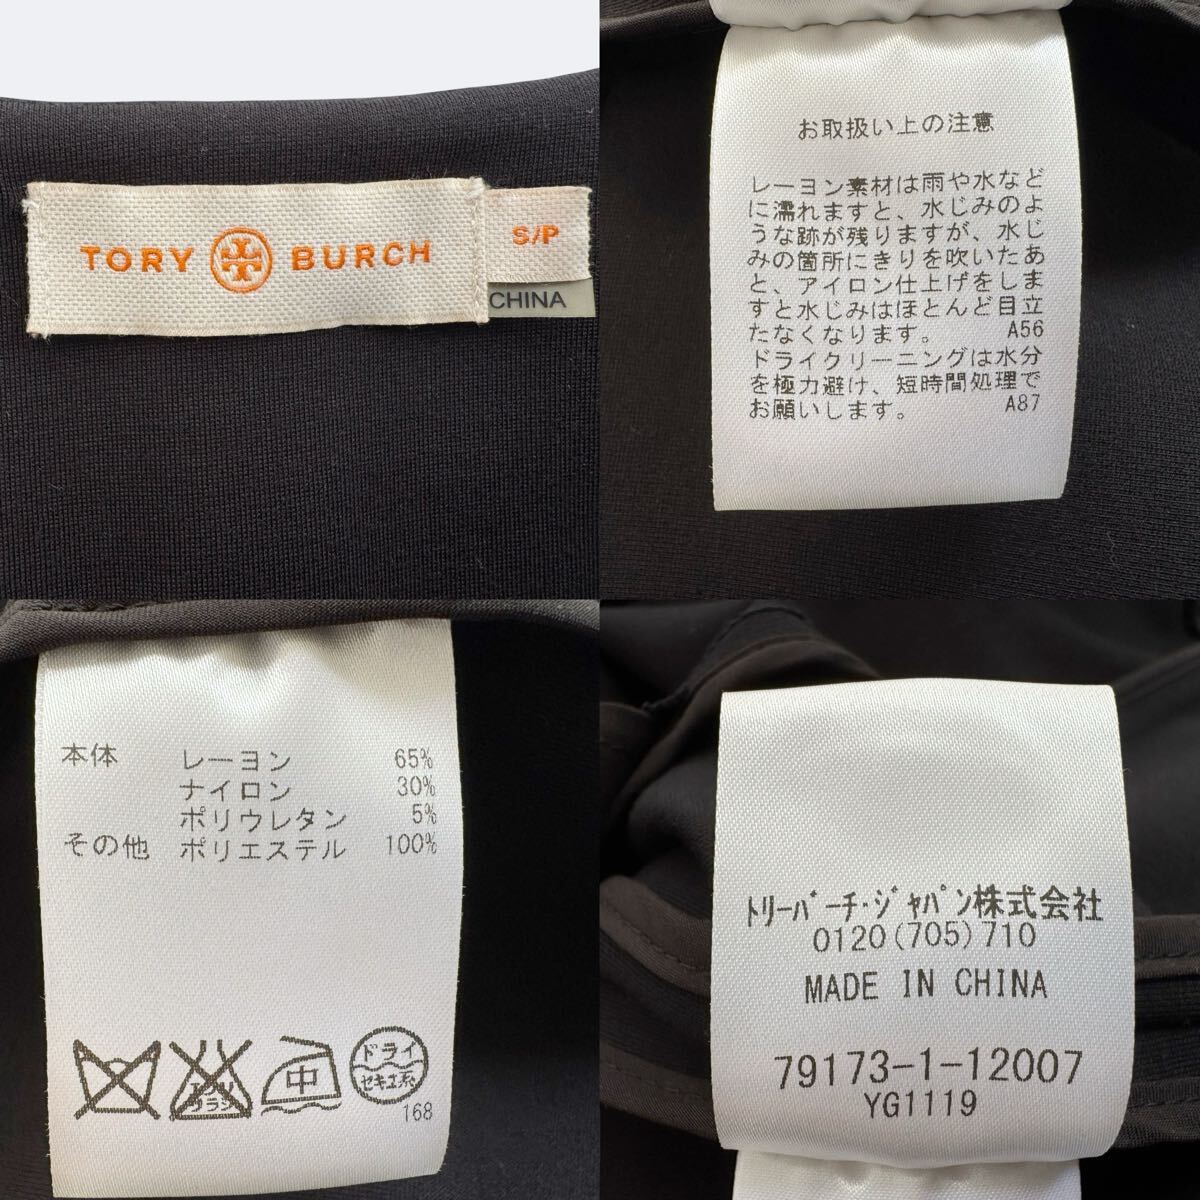 TORY BURCH
S/P
CHINA
お取扱い上の注意
レーヨン素材は雨や水など
に濡れますと、水じみのよ
うな跡が残りますが、水じ
みの箇所にきりを吹いたあ
と、アイロン仕上げをしま
すと水じみはほとんど目立
たなくなります。 A56
ドライクリーニングは水分
を極力避け、短時間処理で
お願いします。 A87
本体 レーヨン 65%
ナイロン 30%
ポリウレタン 5%
その他 ポリエステル 100%
エンソ
サラシ
中
ドライ
セキユ系
168
トリーバーチ・ジャパン株式会社
0120(705)710
MADE IN CHINA
79173-1-12007
YG1119